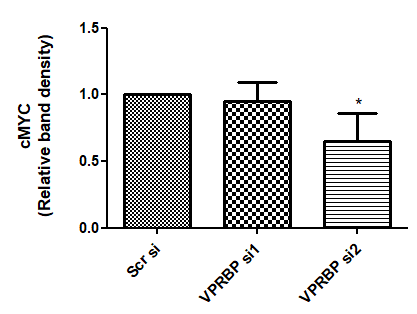 cMYC
(Relative band density)
1.5
1.0
0.5
0.0
*
Scr si
VPRBP si1
VPRBP si2